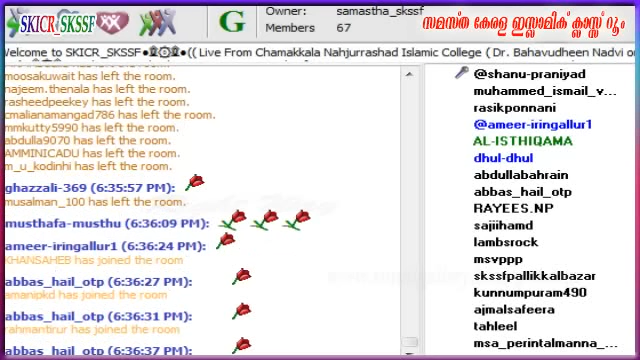 SKICR_SKSSF
G
Owner: samastha_skssf
Members 67
സമസ്ത കേരള ഇസ്ലാമിക് ക്ലാസ്സ് റൂം
Welcome to SKICR_SKSSF (( Live From Chamakkala Nahjurrashad Islamic College ( Dr. Bahavudheen Nadvi on
moosakuwait has left the room.
najeem.thenala has left the room.
rasheedpeekey has left the room.
cmalianamangad786 has left the room.
mmkutty5990 has left the room.
abdulla9070 has left the room.
AMMINICADU has left the room.
m_u_kodinhi has left the room.
ghazzali-369 (6:35:57 PM):
musalman_100 has left the room.
musthafa-musthu (6:36:09 PM):
ameer-iringallur1 (6:36:24 PM):
KHANSAHEB has joined the room
abbas_hail_otp (6:36:27 PM):
amanipkd has joined the room
abbas_hail_otp (6:36:31 PM):
rahmantirur has joined the room
abbas_hail_otp (6:36:37 PM):
@shanu-praniyad
muhammed_ismail_v...
rasikponnani
@ameer-iringallur1
AL-ISTHIQAMA
dhul-dhul
abdullabahrain
abbas_hail_otp
RAYEES.NP
sajiihamd
lambsrock
msvppp
skssfpallikkalbazar
kunnumpuram490
ajmalsafeera
tahleel
msa_perintalmanna_...